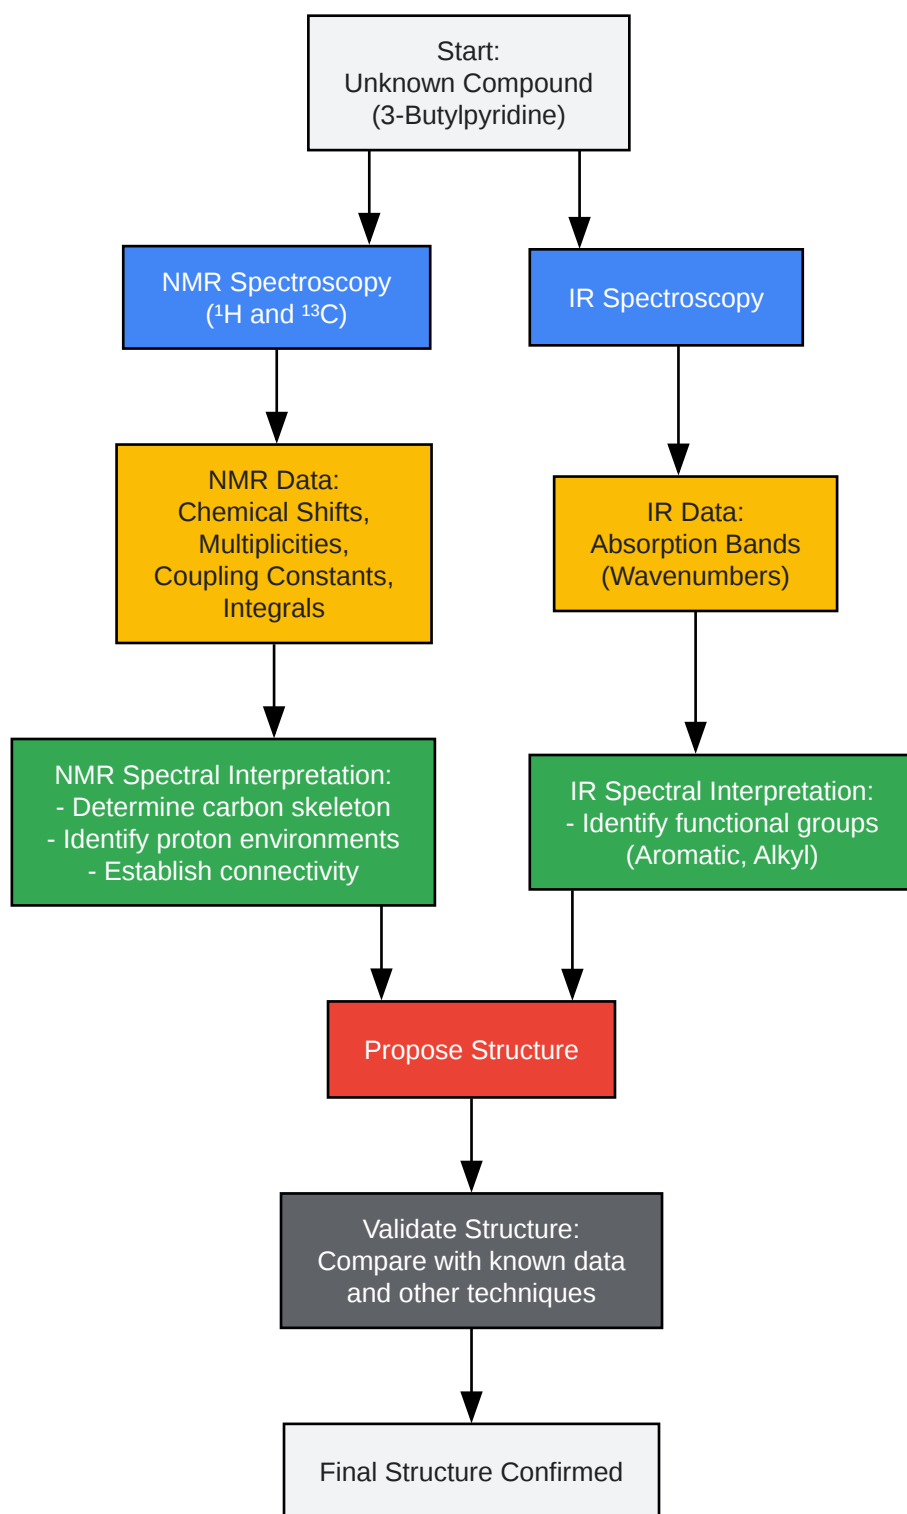 Start:
Unknown Compound
(3-Butylpyridine)
NMR Spectroscopy
(¹H and ¹³C)
IR Spectroscopy
NMR Data:
Chemical Shifts,
Multiplicities,
Coupling Constants,
Integrals
IR Data:
Absorption Bands
(Wavenumbers)
NMR Spectral Interpretation:
- Determine carbon skeleton
- Identify proton environments
- Establish connectivity
IR Spectral Interpretation:
- Identify functional groups
(Aromatic, Alkyl)
Propose Structure
Validate Structure:
Compare with known data
and other techniques
Final Structure Confirmed